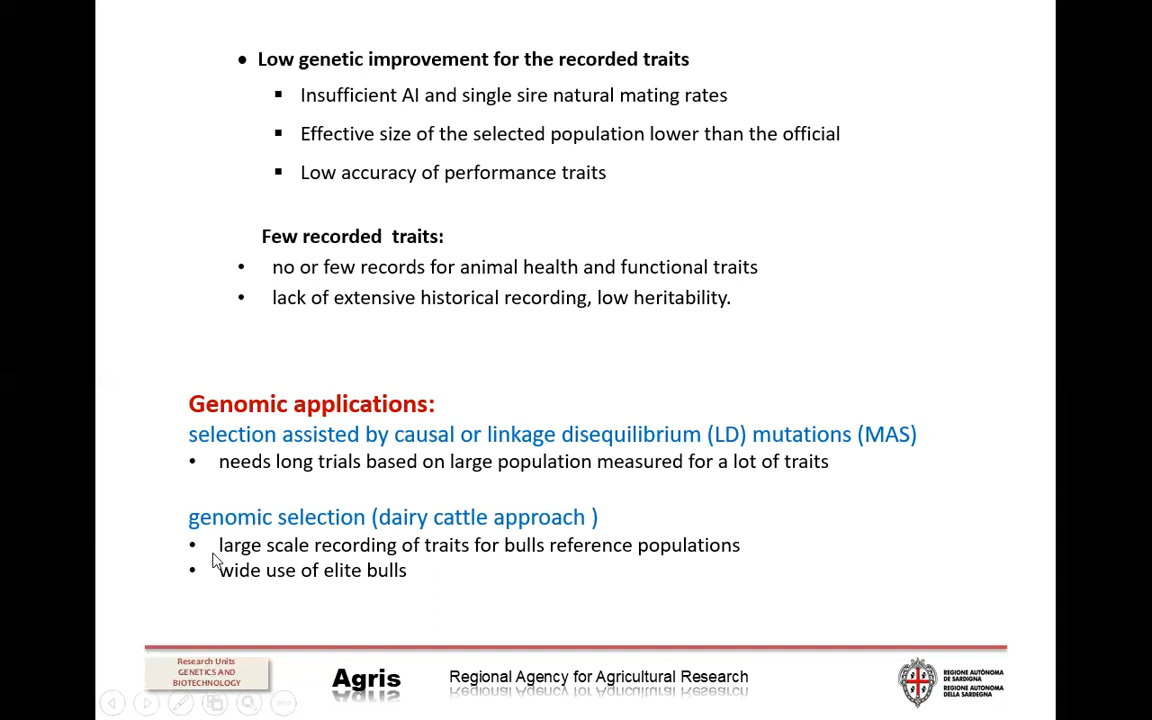 • Low genetic improvement for the recorded traits
▪ Insufficient AI and single sire natural mating rates
▪ Effective size of the selected population lower than the official
▪ Low accuracy of performance traits
Few recorded traits:
• no or few records for animal health and functional traits
• lack of extensive historical recording, low heritability.
Genomic applications:
selection assisted by causal or linkage disequilibrium (LD) mutations (MAS)
• needs long trials based on large population measured for a lot of traits
genomic selection (dairy cattle approach )
• large scale recording of traits for bulls reference populations
• wide use of elite bulls
Research Units
GENETICS AND
BIOTECHNOLOGY
Agris
Regional Agency for Agricultural Research
REGIONE AUTÒNOMA
DE SARDIGNA
REGIONE AUTONOMA
DELLA SARDEGNA